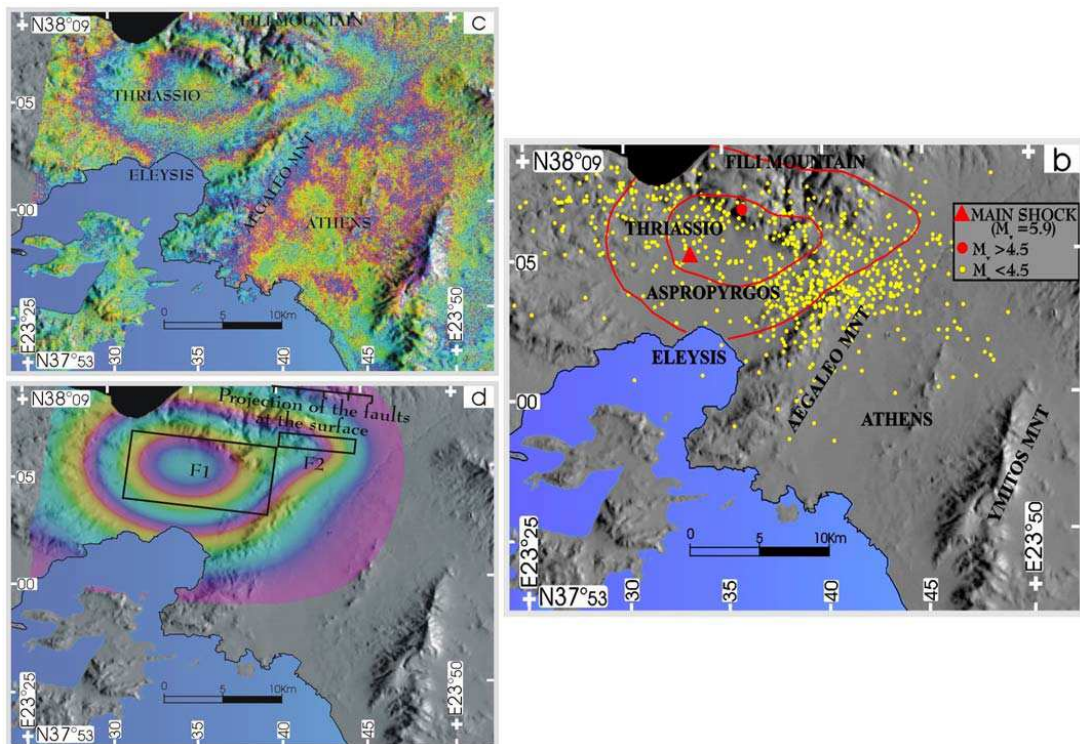 N38°09
FILI MOUNTAIN
c
THRIASSIO
05
ELEYSIS
AEGALEO MNT
00
ATHENS
0 5 10Km
E23°25
30
35
40
45
E23°50
N37°53
N38°09
d
Projection of the faults
at the surface
F1
F2
05
00
0 5 10Km
E23°25
30
35
40
45
E23°50
N37°53
N38°09
FILI MOUNTAIN
b
MAIN SHOCK
(Mw=5.9)
Mw>4.5
Mw<4.5
THRIASSIO
05
ASPROPYRGOS
ELEYSIS
AEGALEO MNT
00
ATHENS
YMITOS MNT
0 5 10Km
E23°25
30
35
40
45
E23°50
N37°53